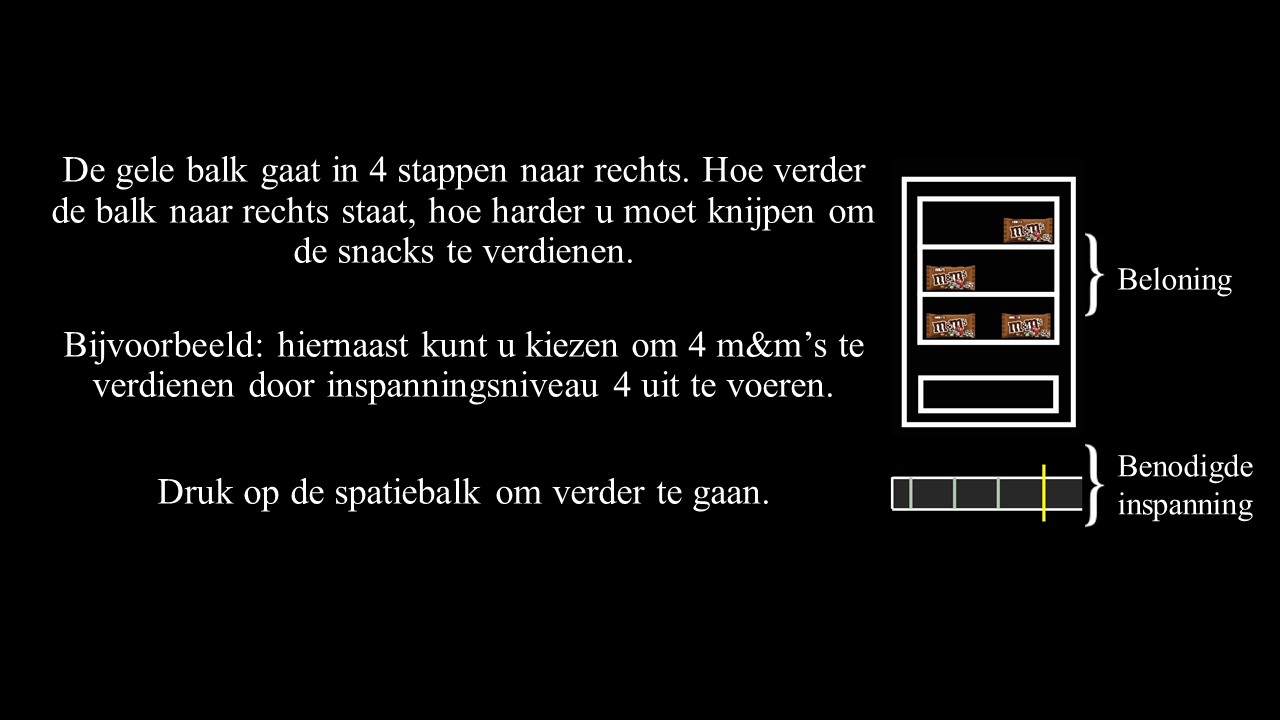 De gele balk gaat in 4 stappen naar rechts. Hoe verder
de balk naar rechts staat, hoe harder u moet knijpen om
de snacks te verdienen.
Bijvoorbeeld: hiernaast kunt u kiezen om 4 m&m’s te
verdienen door inspanningsniveau 4 uit te voeren.
Druk op de spatiebalk om verder te gaan.
m&m's
m&m's
m&m's
m&m's
Beloning
Benodigde
inspanning